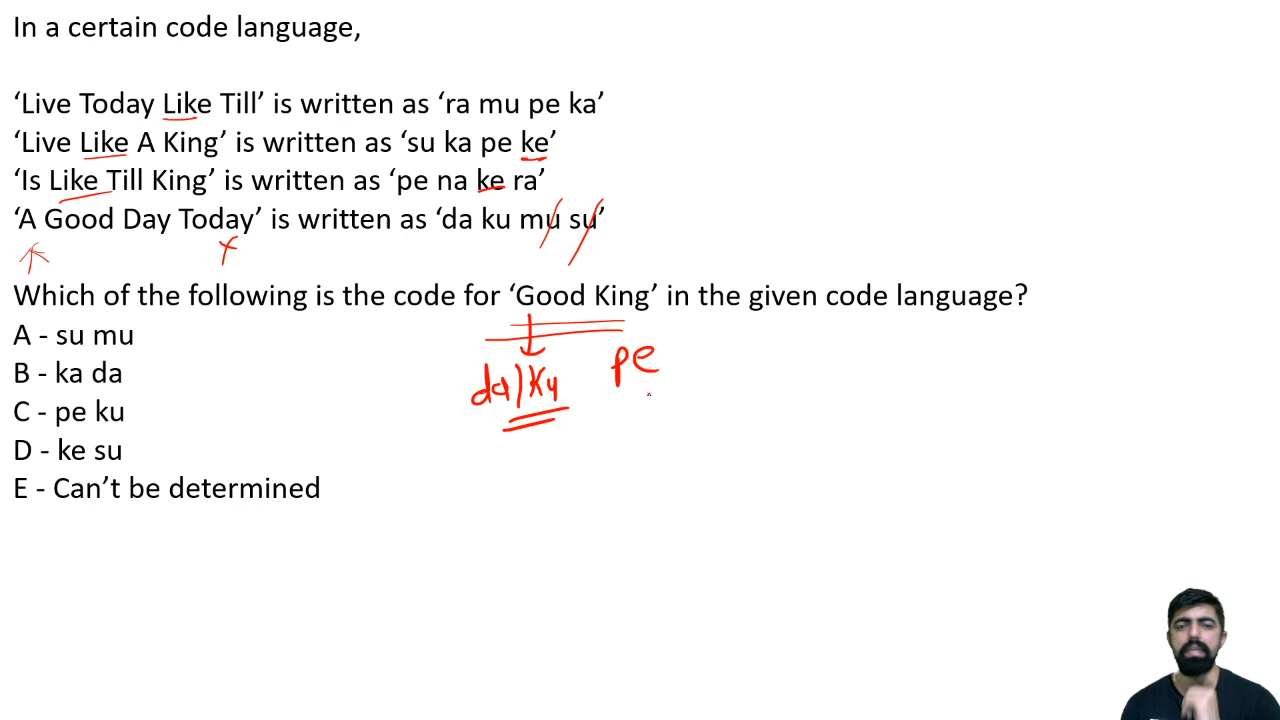 In a certain code language,
‘Live Today Like Till’ is written as ‘ra mu pe ka’
‘Live Like A King’ is written as ‘su ka pe ke’
‘Is Like Till King’ is written as ‘pe na ke ra’
‘A Good Day Today’ is written as ‘da ku mu su’
Which of the following is the code for ‘Good King’ in the given code language?
A - su mu
B - ka da
C - pe ku
D - ke su
E - Can’t be determined
da) Ku
pe